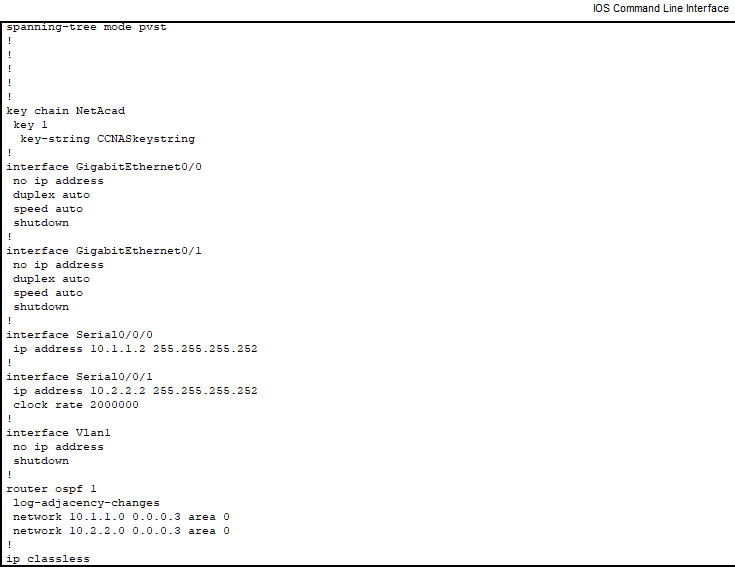 IOS Command Line Interface
spanning-tree mode pvst
!
!
!
!
!
key chain NetAcad
 key 1
  key-string CCNASkeystring
!
interface GigabitEthernet0/0
 no ip address
 duplex auto
 speed auto
 shutdown
!
interface GigabitEthernet0/1
 no ip address
 duplex auto
 speed auto
 shutdown
!
interface Serial0/0/0
 ip address 10.1.1.2 255.255.255.252
!
interface Serial0/0/1
 ip address 10.2.2.2 255.255.255.252
 clock rate 2000000
!
interface Vlan1
 no ip address
 shutdown
!
router ospf 1
 log-adjacency-changes
 network 10.1.1.0 0.0.0.3 area 0
 network 10.2.2.0 0.0.0.3 area 0
!
ip classless